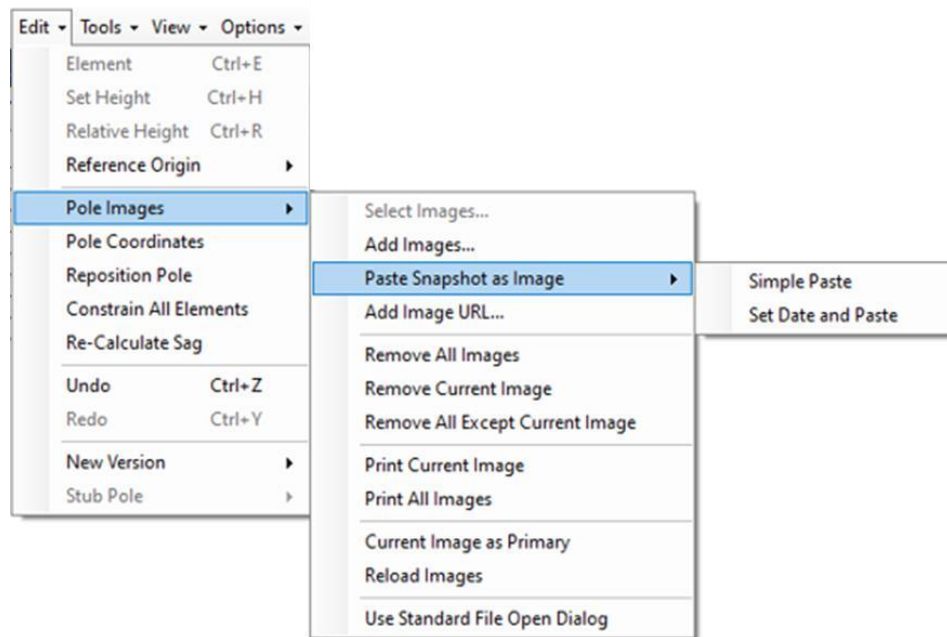 Edit Tools View Options
Element Ctrl+E
Set Height Ctrl+H
Relative Height Ctrl+R
Reference Origin
Pole Images
Pole Coordinates
Reposition Pole
Constrain All Elements
Re-Calculate Sag
Undo Ctrl+Z
Redo Ctrl+Y
New Version
Stub Pole
Select Images...
Add Images...
Paste Snapshot as Image
Add Image URL...
Remove All Images
Remove Current Image
Remove All Except Current Image
Print Current Image
Print All Images
Current Image as Primary
Reload Images
Use Standard File Open Dialog
Simple Paste
Set Date and Paste